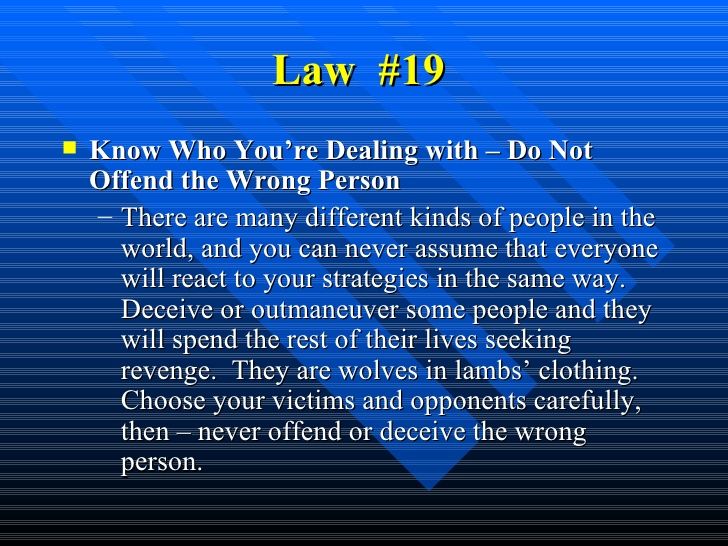 Law #19
Know Who You’re Dealing with – Do Not
Offend the Wrong Person
– There are many different kinds of people in the
world, and you can never assume that everyone
will react to your strategies in the same way.
Deceive or outmaneuver some people and they
will spend the rest of their lives seeking
revenge. They are wolves in lambs’ clothing.
Choose your victims and opponents carefully,
then – never offend or deceive the wrong
person.